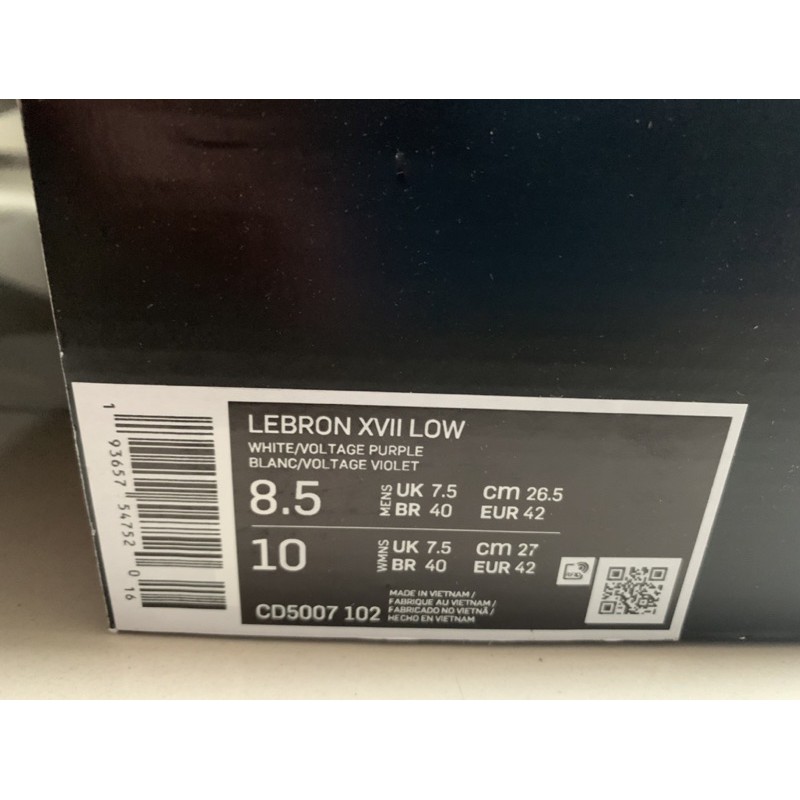 LEBRON XVII LOW
WHITE/VOLTAGE PURPLE
BLANC/VOLTAGE VIOLET
8.5 MENS UK 7.5 cm 26.5
BR 40 EUR 42
10 WMNS UK 7.5 cm 27
BR 40 EUR 42
CD5007 102
MADE IN VIETNAM /
FABRIQUE AU VIETNAM /
FABRICADO NO VIETNÃ /
HECHO EN VIETNAM
1 93657 54752 0 16